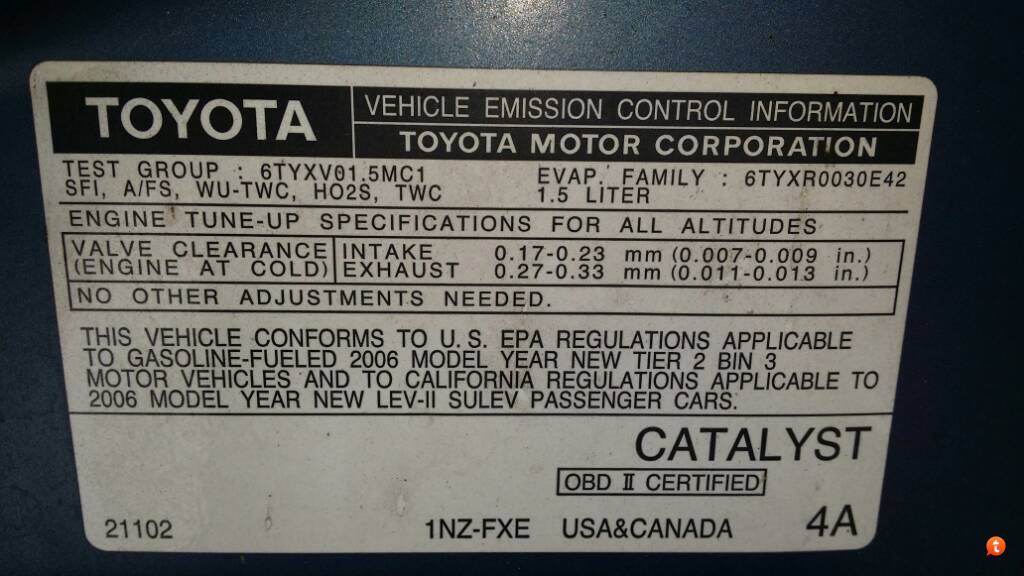 TOYOTA
VEHICLE EMISSION CONTROL INFORMATION
TOYOTA MOTOR CORPORATION
TEST GROUP : 6TYXV01.5MC1
EVAP. FAMILY : 6TYXR0030E42
SFI, A/FS, WU-TWC, HO2S, TWC
1.5 LITER
ENGINE TUNE-UP SPECIFICATIONS FOR ALL ALTITUDES
VALVE CLEARANCE INTAKE 0.17-0.23 mm (0.007-0.009 in.)
(ENGINE AT COLD) EXHAUST 0.27-0.33 mm (0.011-0.013 in.)
NO OTHER ADJUSTMENTS NEEDED.
THIS VEHICLE CONFORMS TO U.S. EPA REGULATIONS APPLICABLE
TO GASOLINE-FUELED 2006 MODEL YEAR NEW TIER 2 BIN 3
MOTOR VEHICLES AND TO CALIFORNIA REGULATIONS APPLICABLE TO
2006 MODEL YEAR NEW LEV-II SULEV PASSENGER CARS.
CATALYST
OBD II CERTIFIED
21102 1NZ-FXE USA&CANADA 4A
t